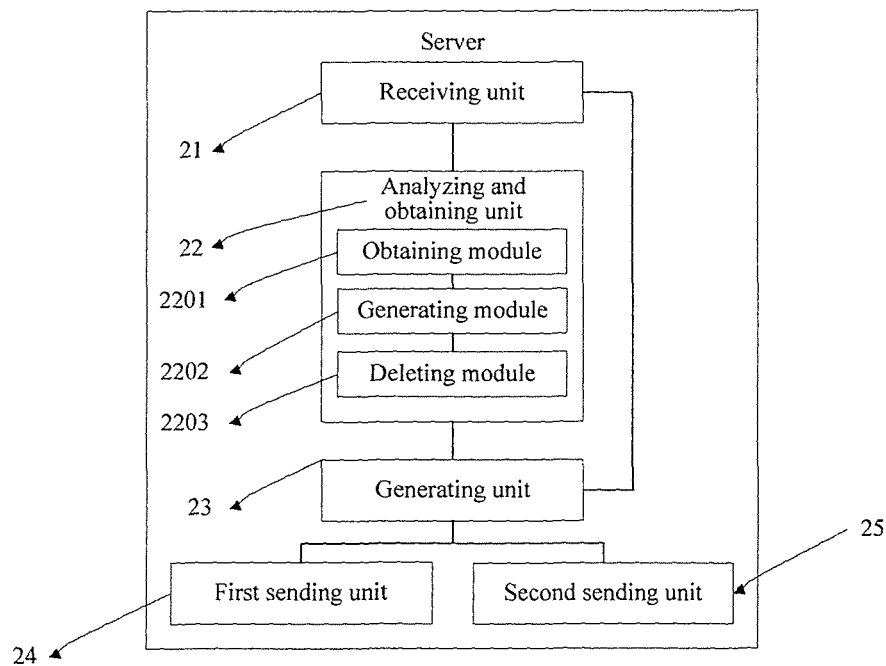 Server
Receiving unit
21
Analyzing and
obtaining unit
22
Obtaining module
2201
Generating module
2202
Deleting module
2203
Generating unit
23
25
First sending unit
Second sending unit
24